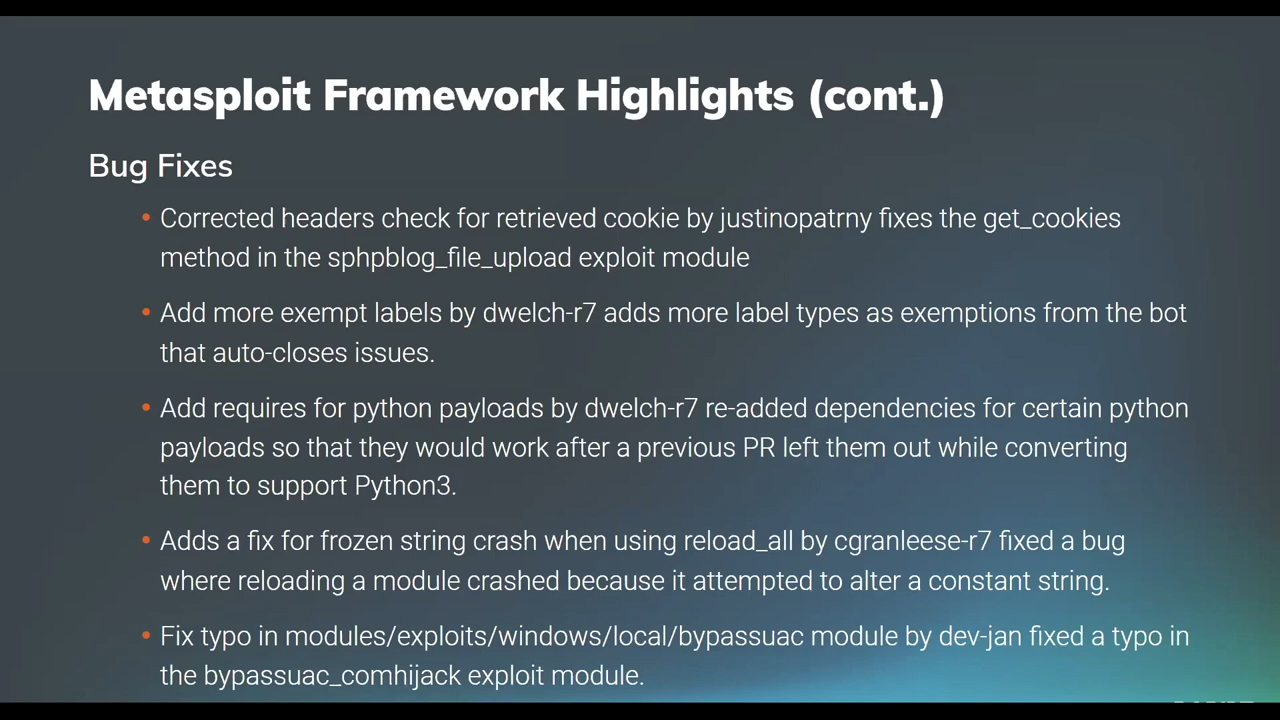 Metasploit Framework Highlights (cont.)
Bug Fixes
• Corrected headers check for retrieved cookie by justinopatrny fixes the get_cookies
method in the sphpblog_file_upload exploit module
• Add more exempt labels by dwelch-r7 adds more label types as exemptions from the bot
that auto-closes issues.
• Add requires for python payloads by dwelch-r7 re-added dependencies for certain python
payloads so that they would work after a previous PR left them out while converting
them to support Python3.
• Adds a fix for frozen string crash when using reload_all by cgranleese-r7 fixed a bug
where reloading a module crashed because it attempted to alter a constant string.
• Fix typo in modules/exploits/windows/local/bypassuac module by dev-jan fixed a typo in
the bypassuac_comhijack exploit module.